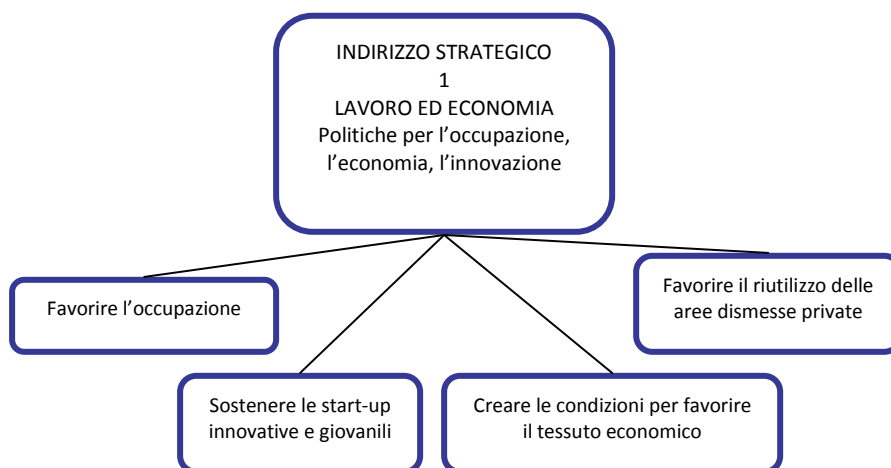 INDIRIZZO STRATEGICO
1
LAVORO ED ECONOMIA
Politiche per l’occupazione,
l’economia, l’innovazione
Favorire l’occupazione
Favorire il riutilizzo delle
aree dismesse private
Sostenere le start-up
innovative e giovanili
Creare le condizioni per favorire
il tessuto economico